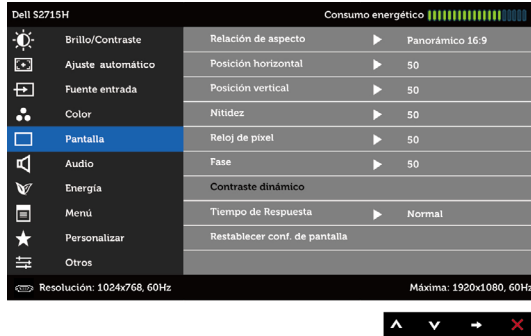 Dell S2715H Consumo energético
Brillo/Contraste Relación de aspecto Panorámico 16:9
Ajuste automático Posición horizontal 50
Fuente entrada Posición vertical 50
Color Nitidez 50
Pantalla Reloj de píxel 50
Audio Fase 50
Energía Contraste dinámico
Menú Tiempo de Respuesta Normal
Personalizar Restablecer conf. de pantalla
Otros
Resolución: 1024x768, 60Hz Máxima: 1920x1080, 60Hz